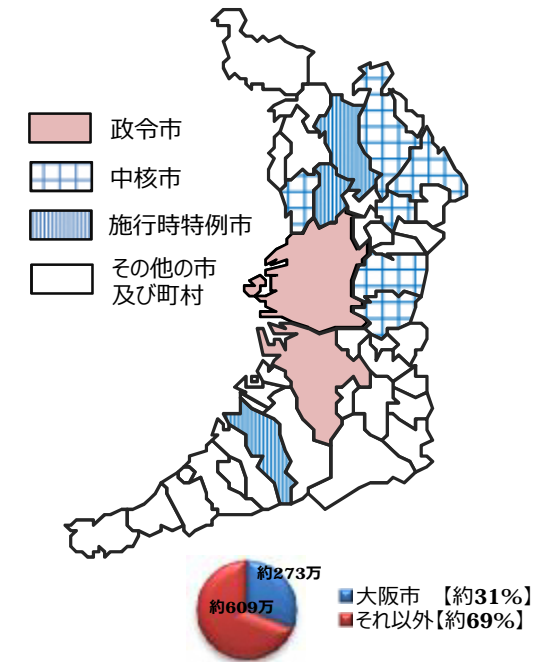 政令市
中核市
施行時特例市
その他の市
及び町村
約273万
約609万
大阪市 【約31%】
それ以外【約69%】